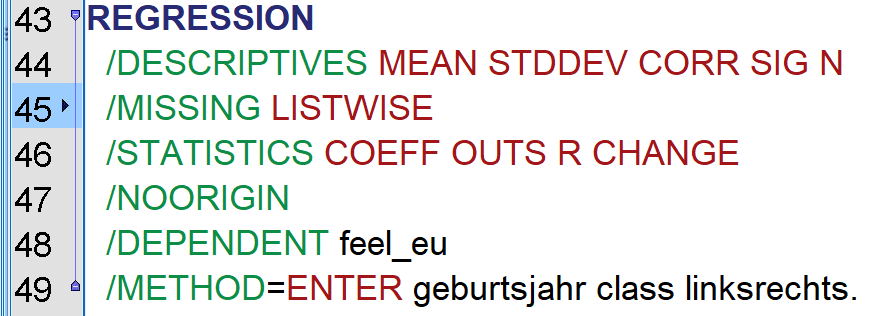 43 REGRESSION
44 /DESCRIPTIVES MEAN STDDEV CORR SIG N
45 /MISSING LISTWISE
46 /STATISTICS COEFF OUTS R CHANGE
47 /NOORIGIN
48 /DEPENDENT feel_eu
49 /METHOD=ENTER geburtsjahr class linksrechts.